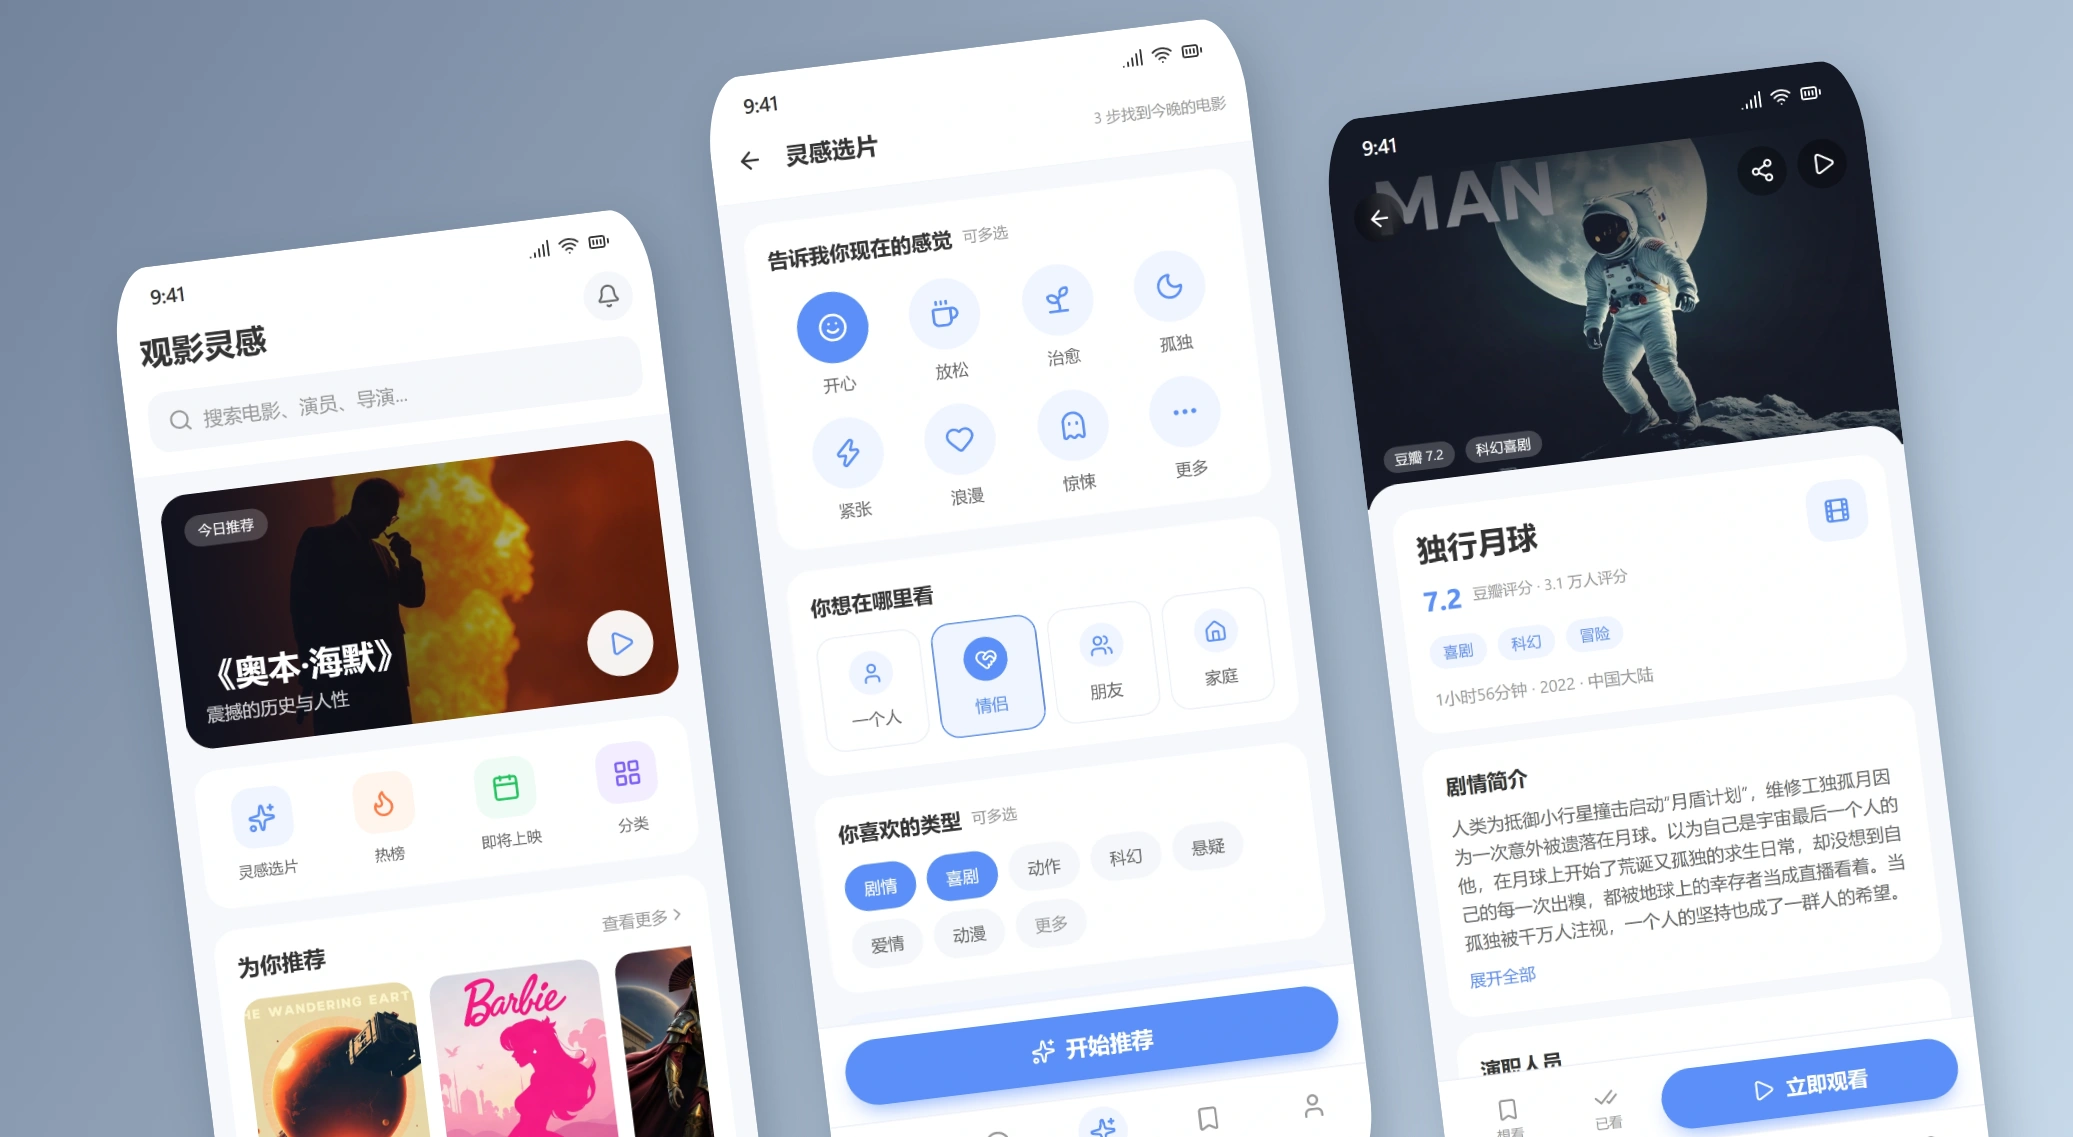 9:41
观影灵感
搜索电影、演员、导演...
今日推荐
《奥本·海默》
震撼的历史与人性
灵感选片
热榜
即将上映
分类
为你推荐
查看更多
HE WANDERING EART
Barbie
9:41
灵感选片
3 步找到今晚的电影
告诉我你现在的感觉 可多选
开心
放松
治愈
孤独
紧张
浪漫
惊悚
更多
你想在哪里看
一个人
情侣
朋友
家庭
你喜欢的类型 可多选
剧情
喜剧
动作
科幻
悬疑
爱情
动漫
更多
开始推荐
9:41
MAN
豆瓣 7.2
科幻喜剧
独行月球
7.2 豆瓣评分 · 3.1 万人评分
喜剧
科幻
冒险
1小时56分钟 · 2022 · 中国大陆
剧情简介
人类为抵御小行星撞击启动“月盾计划”，维修工独孤月因
为一次意外被遗落在月球。以为自己是宇宙最后一个人的
他，在月球上开始了荒诞又孤独的求生日常，却没想到自
己的每一次出糗，都被地球上的幸存者当成直播看着。当
孤独被千万人注视，一个人的坚持也成了一群人的希望。
展开全部
演职人员
想看
已看
立即观看